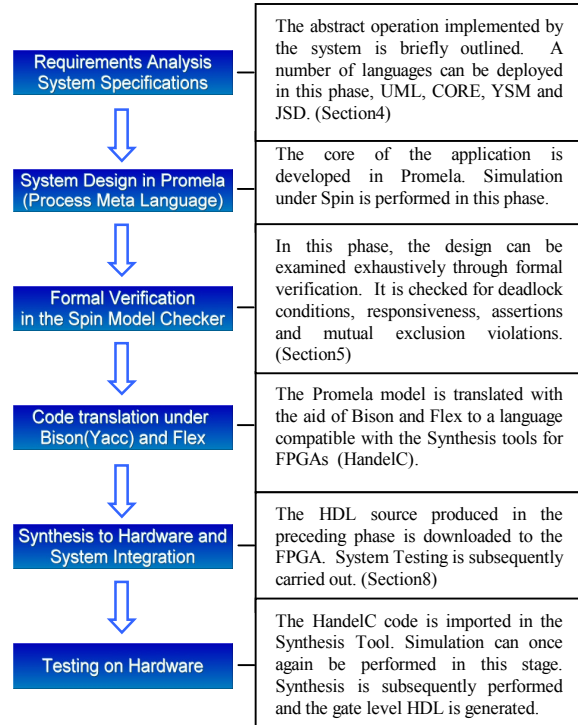 Requirements Analysis
System Specifications
The abstract operation implemented by
the system is briefly outlined. A
number of languages can be deployed
in this phase, UML, CORE, YSM and
JSD. (Section4)
System Design in Promela
(Process Meta Language)
The core of the application is
developed in Promela. Simulation
under Spin is performed in this phase.
Formal Verification
in the Spin Model Checker
In this phase, the design can be
examined exhaustively through formal
verification. It is checked for deadlock
conditions, responsiveness, assertions
and mutual exclusion violations.
(Section5)
Code translation under
Bison(Yacc) and Flex
The Promela model is translated with
the aid of Bison and Flex to a language
compatible with the Synthesis tools for
FPGAs (HandelC).
Synthesis to Hardware and
System Integration
The HDL source produced in the
preceding phase is downloaded to the
FPGA. System Testing is subsequently
carried out. (Section8)
Testing on Hardware
The HandelC code is imported in the
Synthesis Tool. Simulation can once
again be performed in this stage.
Synthesis is subsequently performed
and the gate level HDL is generated.